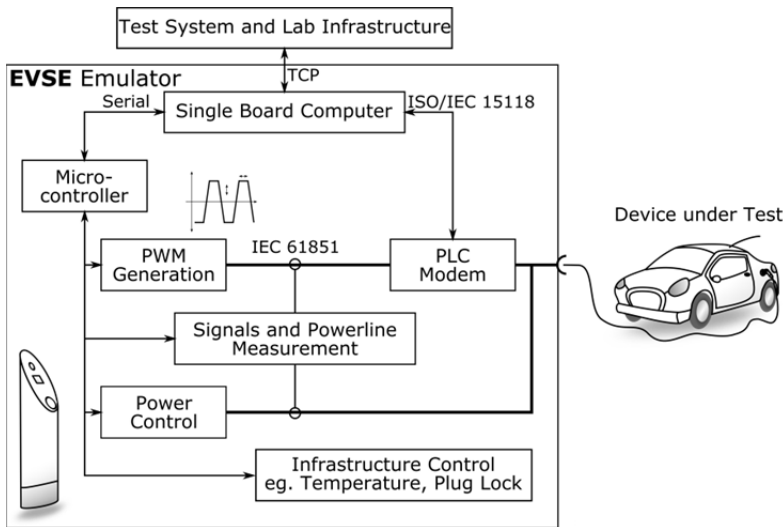 Test System and Lab Infrastructure
TCP
EVSE Emulator
Serial
ISO/IEC 15118
Single Board Computer
Micro-
controller
Device under Test
PWM
Generation
IEC 61851
PLC
Modem
Signals and Powerline
Measurement
Power
Control
Infrastructure Control
eg. Temperature, Plug Lock